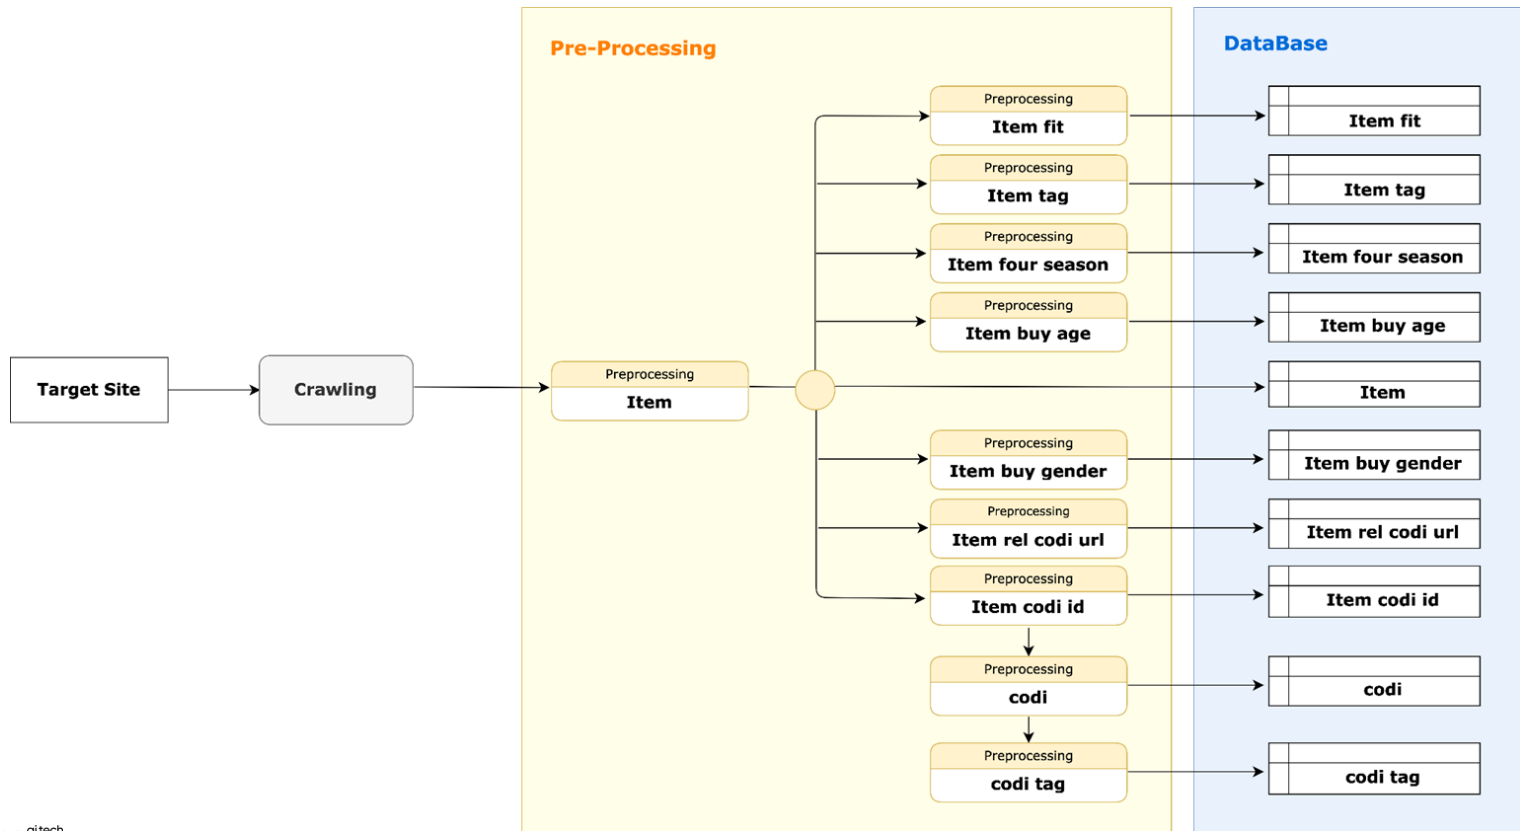 Pre-Processing
DataBase
Preprocessing
Item fit
Item fit
Preprocessing
Item tag
Item tag
Preprocessing
Item four season
Item four season
Preprocessing
Item buy age
Item buy age
Target Site
Crawling
Preprocessing
Item
Item
Preprocessing
Item buy gender
Item buy gender
Preprocessing
Item rel codi url
Item rel codi url
Preprocessing
Item codi id
Item codi id
Preprocessing
codi
codi
Preprocessing
codi tag
codi tag